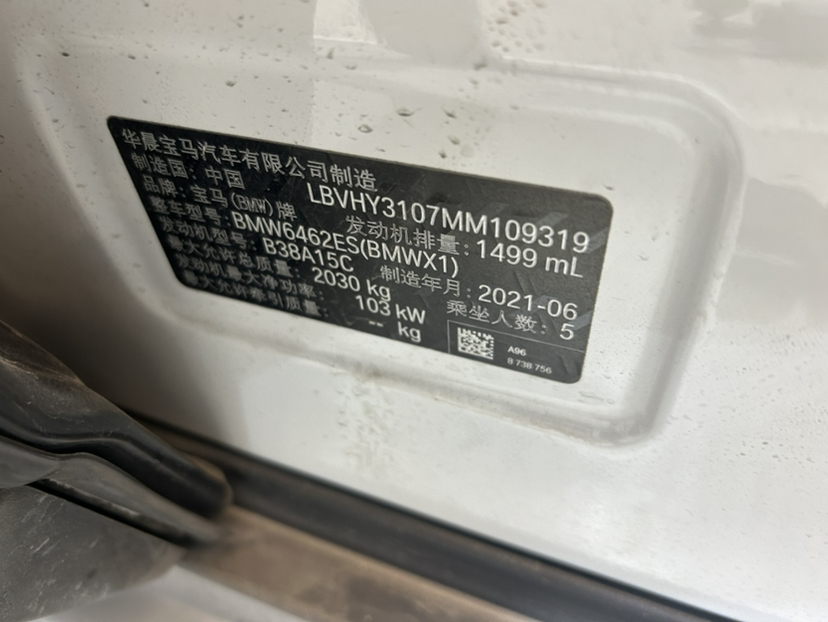 华晨宝马汽车有限公司制造
制造国: 中国 LBVHY3107MM109319
品牌: 宝马(BMW)牌 发动机排量: 1499 mL
整车型号: BMW6462ES(BMWX1)
发动机型号: B38A15C 制造年月: 2021-06
最大允许总质量: 2030 kg 乘坐人数: 5
发动机最大净功率: 103 kW
最大允许牵引质量: -- kg
A96
8 738 756